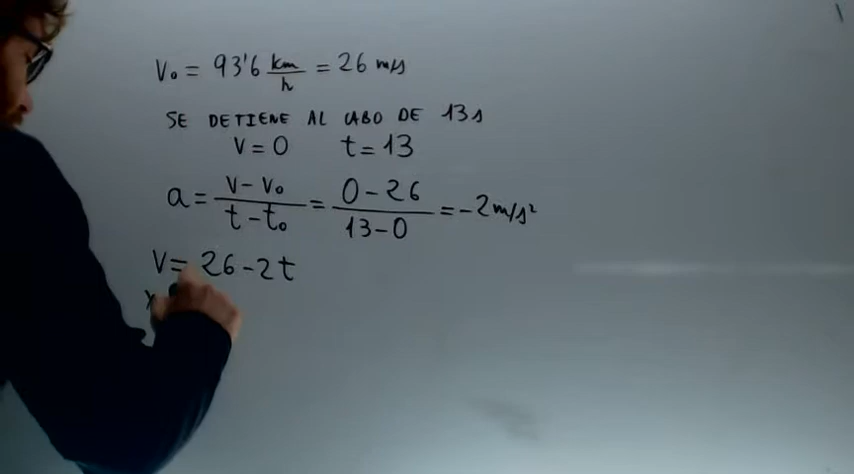 V₀ = 93'6 km/h = 26 m/s
SE DETIENE AL CABO DE 13s
V = 0 t = 13
a = (V - V₀)/(t - t₀) = (0 - 26)/(13 - 0) = -2 m/s²
V = 26 - 2t